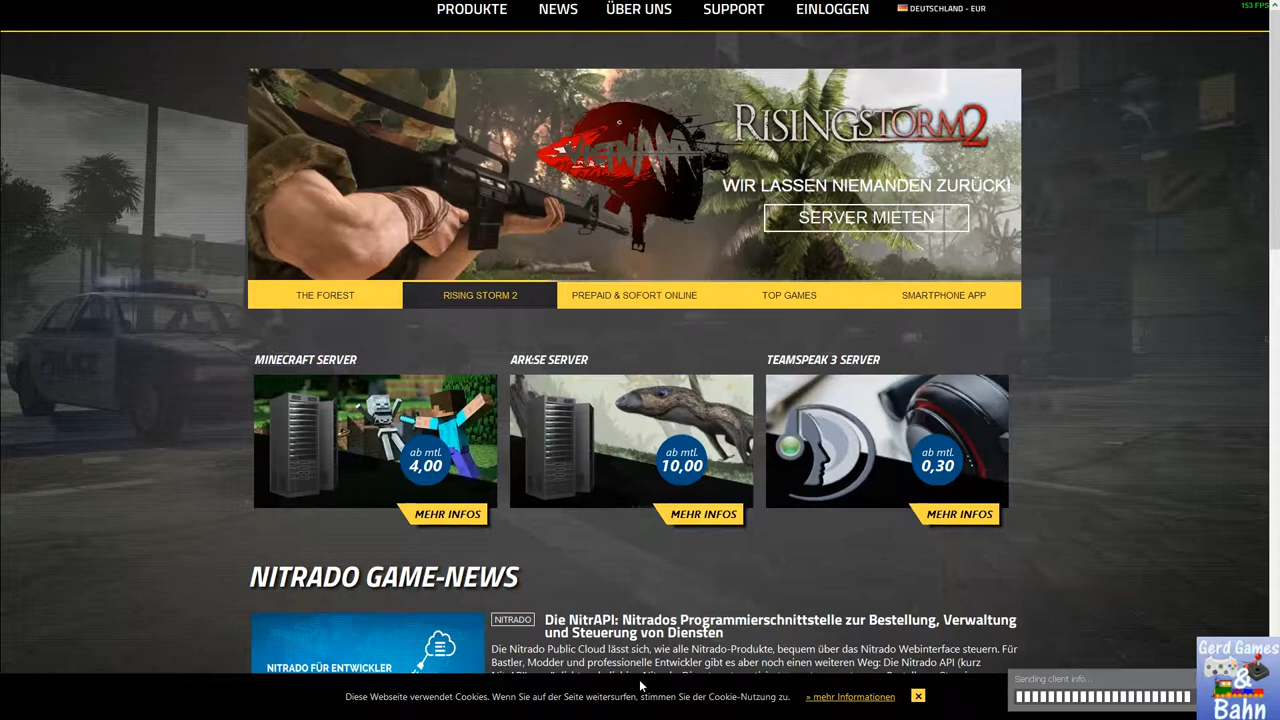 153 FPS
PRODUKTE NEWS ÜBER UNS SUPPORT EINLOGGEN DEUTSCHLAND - EUR
RISING STORM 2
VIETNAM
WIR LASSEN NIEMANDEN ZURÜCK!
SERVER MIETEN
THE FOREST RISING STORM 2 PREPAID & SOFORT ONLINE TOP GAMES SMARTPHONE APP
MINECRAFT SERVER ARK:SE SERVER TEAMSPEAK 3 SERVER
ab mtl. ab mtl. ab mtl.
4,00 10,00 0,30
MEHR INFOS MEHR INFOS MEHR INFOS
NITRADO GAME-NEWS
NITRADO Die NitrAPI: Nitrados Programmierschnittstelle zur Bestellung, Verwaltung
und Steuerung von Diensten
Die Nitrado Public Cloud lässt sich, wie alle Nitrado-Produkte, bequem über das Nitrado Webinterface steuern. Für
Bastler, Modder und professionelle Entwickler gibt es aber noch einen weiteren Weg: Die Nitrado API (kurz
NITRADO FÜR ENTWICKLER
Diese Webseite verwendet Cookies. Wenn Sie auf der Seite weitersurfen, stimmen Sie der Cookie-Nutzung zu. » mehr Informationen
Sending client info...
Gerd Games
&
Bahn